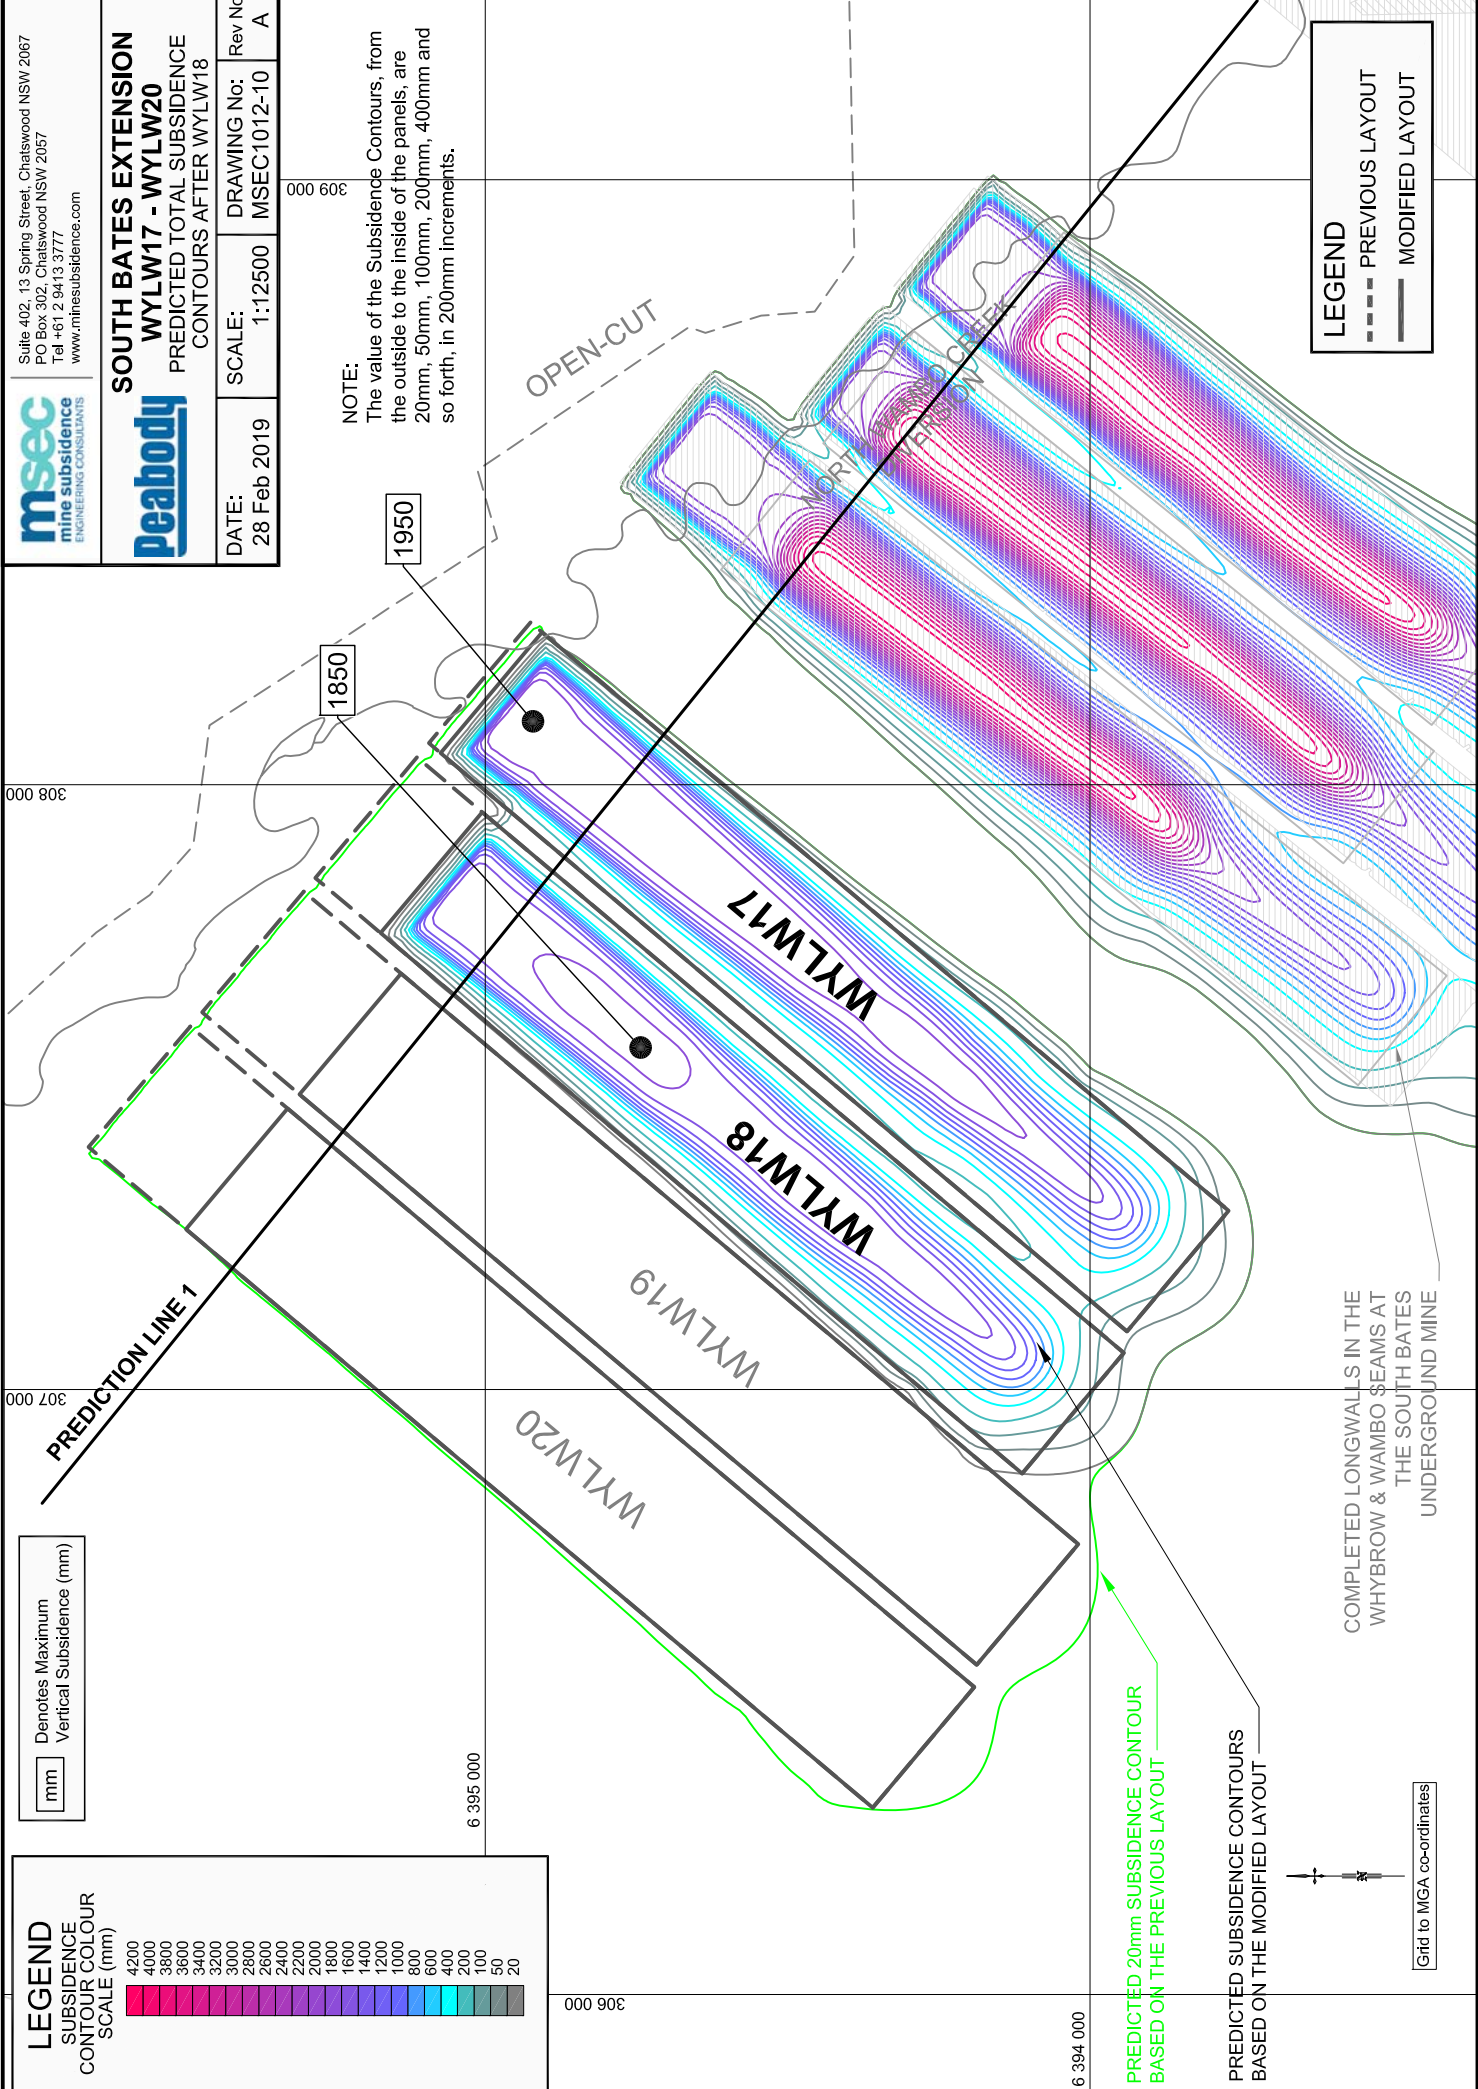 msec
mine subsidence
ENGINEERING CONSULTANTS
Suite 402, 13 Spring Street, Chatswood NSW 2067
PO Box 302, Chatswood NSW 2057
Tel +61 2 9413 3777
www.minesubsidence.com
Peabody
SOUTH BATES EXTENSION
WYLW17 - WYLW20
PREDICTED TOTAL SUBSIDENCE
CONTOURS AFTER WYLW18
DATE:
28 Feb 2019
SCALE:
1:12500
DRAWING No:
MSEC1012-10
Rev No
A
NOTE:
The value of the Subsidence Contours, from
the outside to the inside of the panels, are
20mm, 50mm, 100mm, 200mm, 400mm and
so forth, in 200mm increments.
mm
Denotes Maximum
Vertical Subsidence (mm)
LEGEND
SUBSIDENCE
CONTOUR COLOUR
SCALE (mm)
4200
4000
3800
3600
3400
3200
3000
2800
2600
2400
2200
2000
1800
1600
1400
1200
1000
800
600
400
200
100
50
20
PREDICTION LINE 1
1850
1950
OPEN-CUT
NORTH WAMBO CREEK
DIVERSION
WYLW17
WYLW18
WYLW19
WYLW20
309 000
308 000
307 000
306 000
6 395 000
6 394 000
LEGEND
PREVIOUS LAYOUT
MODIFIED LAYOUT
COMPLETED LONGWALLS IN THE
WHYBROW & WAMBO SEAMS AT
THE SOUTH BATES
UNDERGROUND MINE
PREDICTED 20mm SUBSIDENCE CONTOUR
BASED ON THE PREVIOUS LAYOUT
PREDICTED SUBSIDENCE CONTOURS
BASED ON THE MODIFIED LAYOUT
N
Grid to MGA co-ordinates